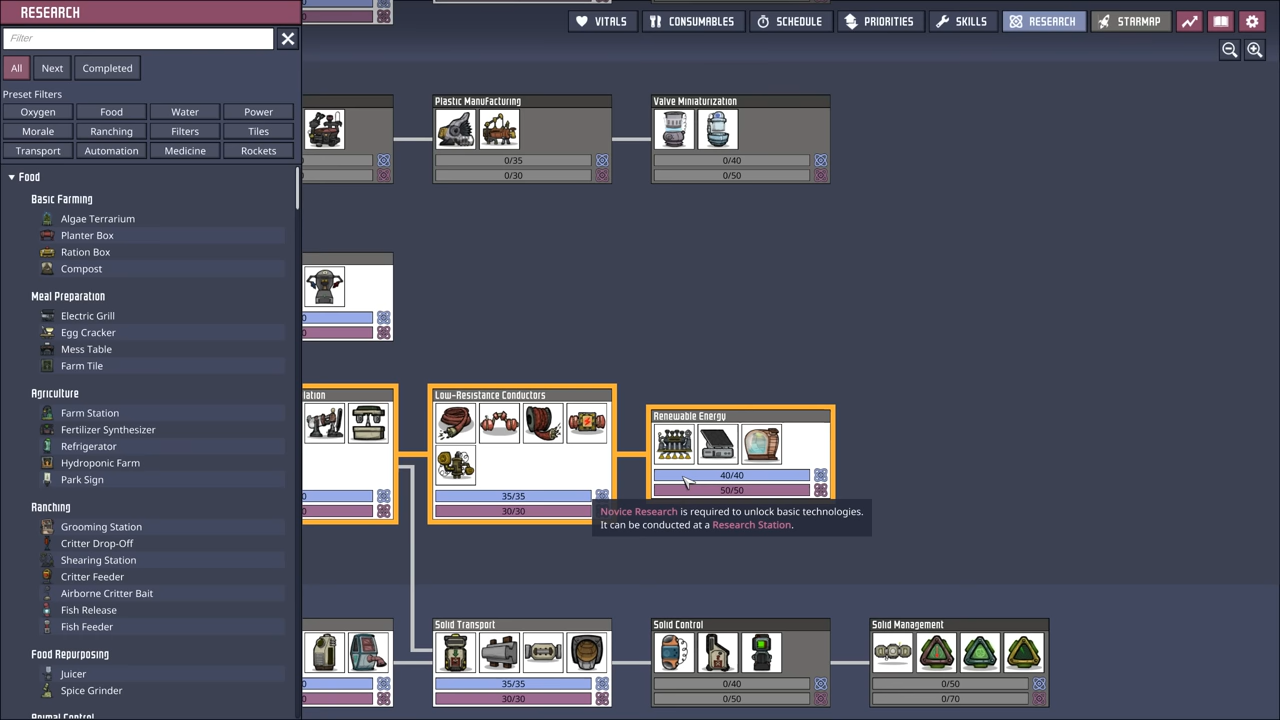 RESEARCH
VITALS
CONSUMABLES
SCHEDULE
PRIORITIES
SKILLS
RESEARCH
STARMAP
Filter
All
Next
Completed
Preset Filters
Oxygen
Food
Water
Power
Morale
Ranching
Filters
Tiles
Transport
Automation
Medicine
Rockets
Food
Basic Farming
Algae Terrarium
Planter Box
Ration Box
Compost
Meal Preparation
Electric Grill
Egg Cracker
Mess Table
Farm Tile
Agriculture
Farm Station
Fertilizer Synthesizer
Refrigerator
Hydroponic Farm
Park Sign
Ranching
Grooming Station
Critter Drop-Off
Shearing Station
Critter Feeder
Airborne Critter Bait
Fish Release
Fish Feeder
Food Repurposing
Juicer
Spice Grinder
Animal Control
Plastic Manufacturing
0/35
0/30
Valve Miniaturization
0/40
0/50
0
0
lation
0
0
Low-Resistance Conductors
35/35
30/30
Renewable Energy
40/40
50/50
Novice Research is required to unlock basic technologies.
It can be conducted at a Research Station.
Solid Transport
35/35
30/30
Solid Control
0/40
0/50
Solid Management
0/50
0/70